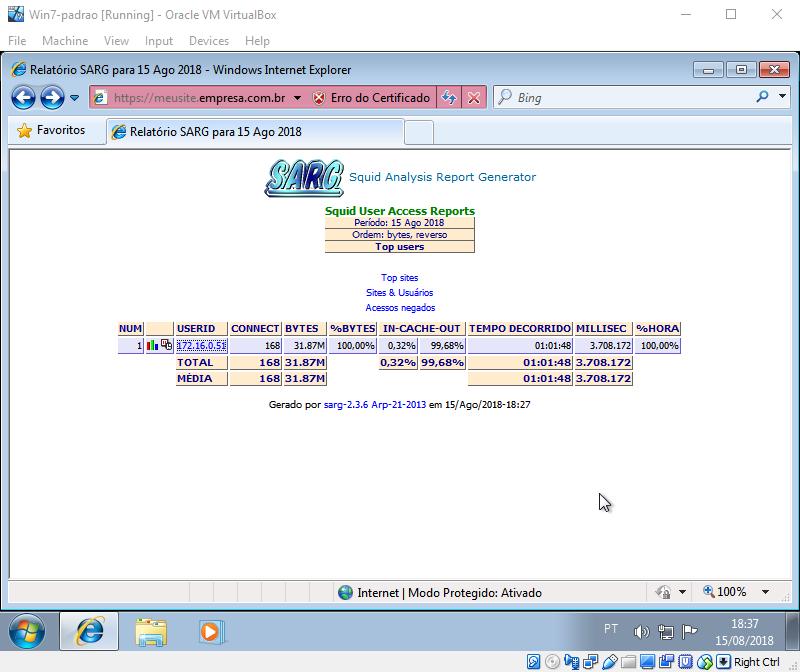 Win7-padrao [Running] - Oracle VM VirtualBox
File Machine View Input Devices Help
Relatório SARG para 15 Ago 2018 - Windows Internet Explorer
https://meusite.empresa.com.br Erro do Certificado Bing
Favoritos Relatório SARG para 15 Ago 2018
SARG Squid Analysis Report Generator
Squid User Access Reports
Período: 15 Ago 2018
Ordem: bytes, reverso
Top users
Top sites
Sites & Usuários
Acessos negados
NUM USERID CONNECT BYTES %BYTES IN-CACHE-OUT TEMPO DECORRIDO MILLISEC %HORA
1 172.16.0.51 168 31.87M 100,00% 0,32% 99,68% 01:01:48 3.708.172 100,00%
TOTAL 168 31.87M 0,32% 99,68% 01:01:48 3.708.172
MÉDIA 168 31.87M 01:01:48 3.708.172
Gerado por sarg-2.3.6 Arp-21-2013 em 15/Ago/2018-18:27
Internet | Modo Protegido: Ativado 100%
PT 18:37
15/08/2018
Right Ctrl